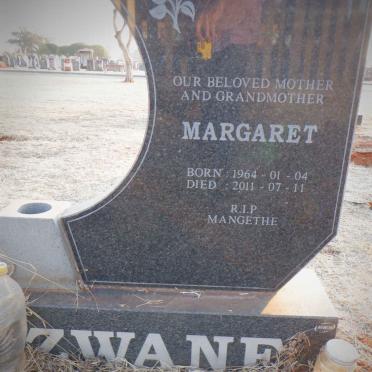 OUR BELOVED MOTHER
AND GRANDMOTHER
MARGARET
BORN : 1964 - 01 - 04
DIED : 2011 - 07 - 11
R.I.P
MANGETHE
ZWANE